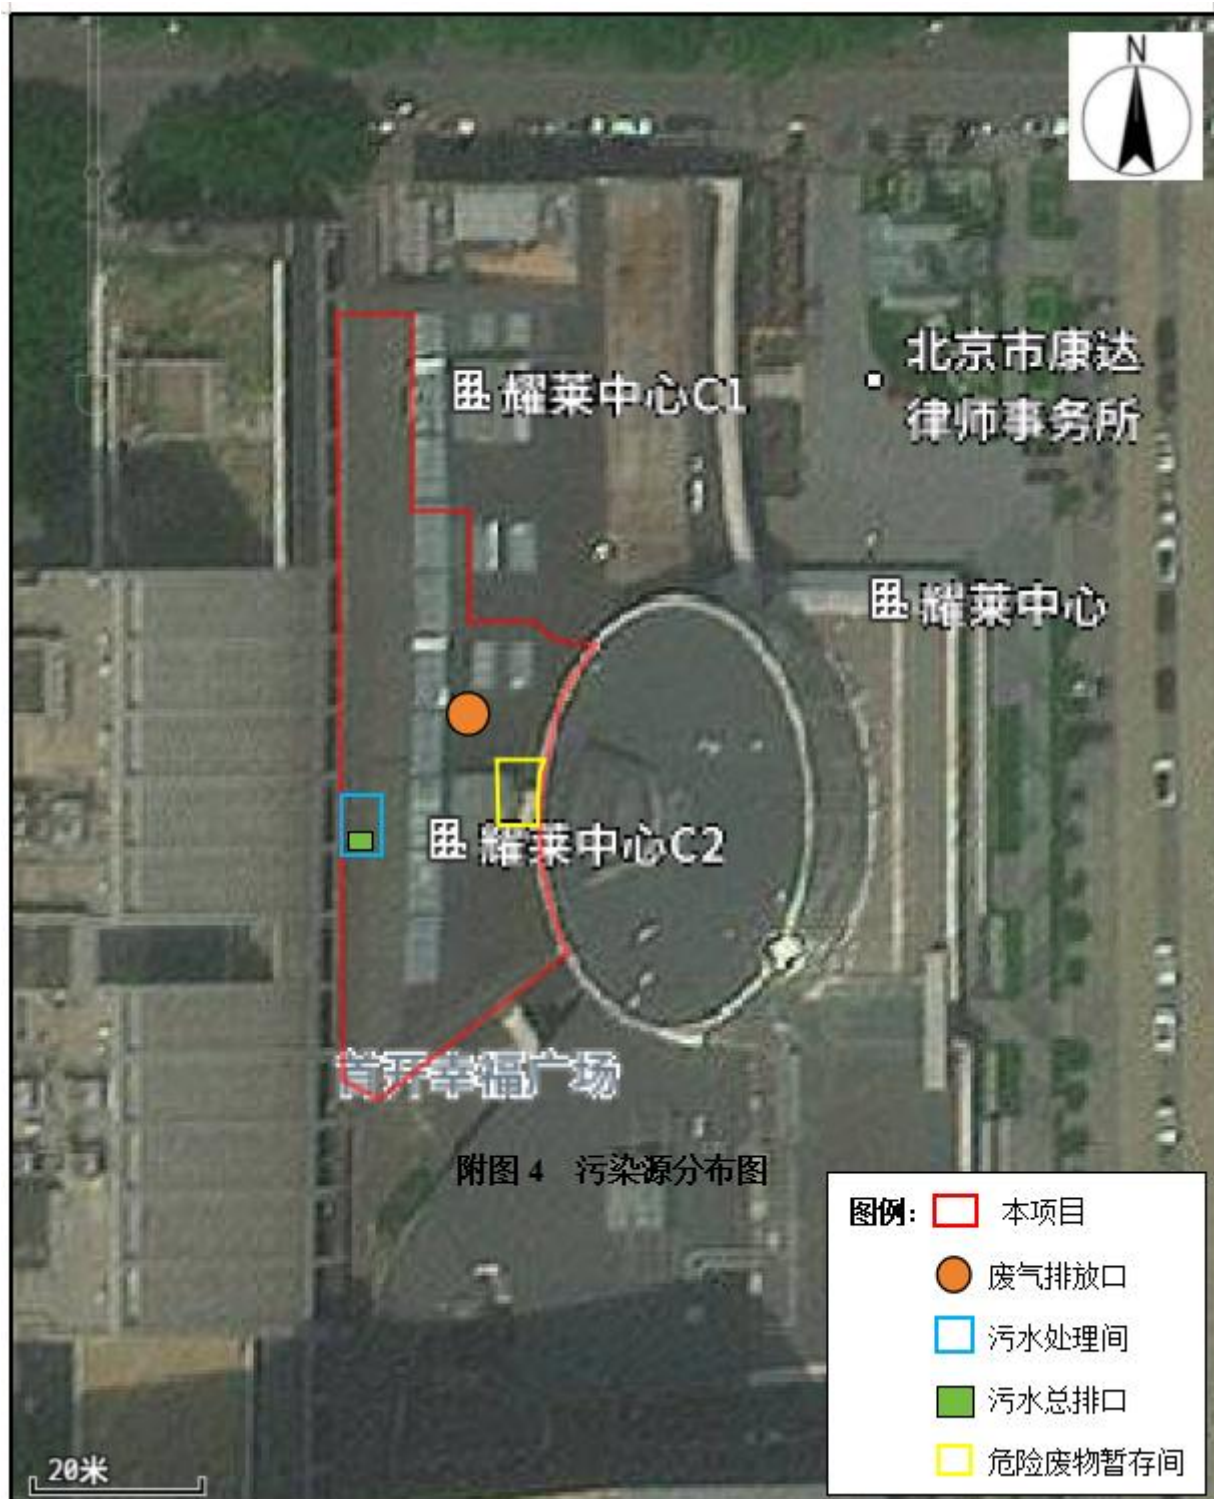 N
北京市康达
律师事务所
耀莱中心C1
耀莱中心
耀莱中心C2
首开幸福广场
附图 4 污染源分布图
图例： 本项目
废气排放口
污水处理间
污水总排口
危险废物暂存间
20米